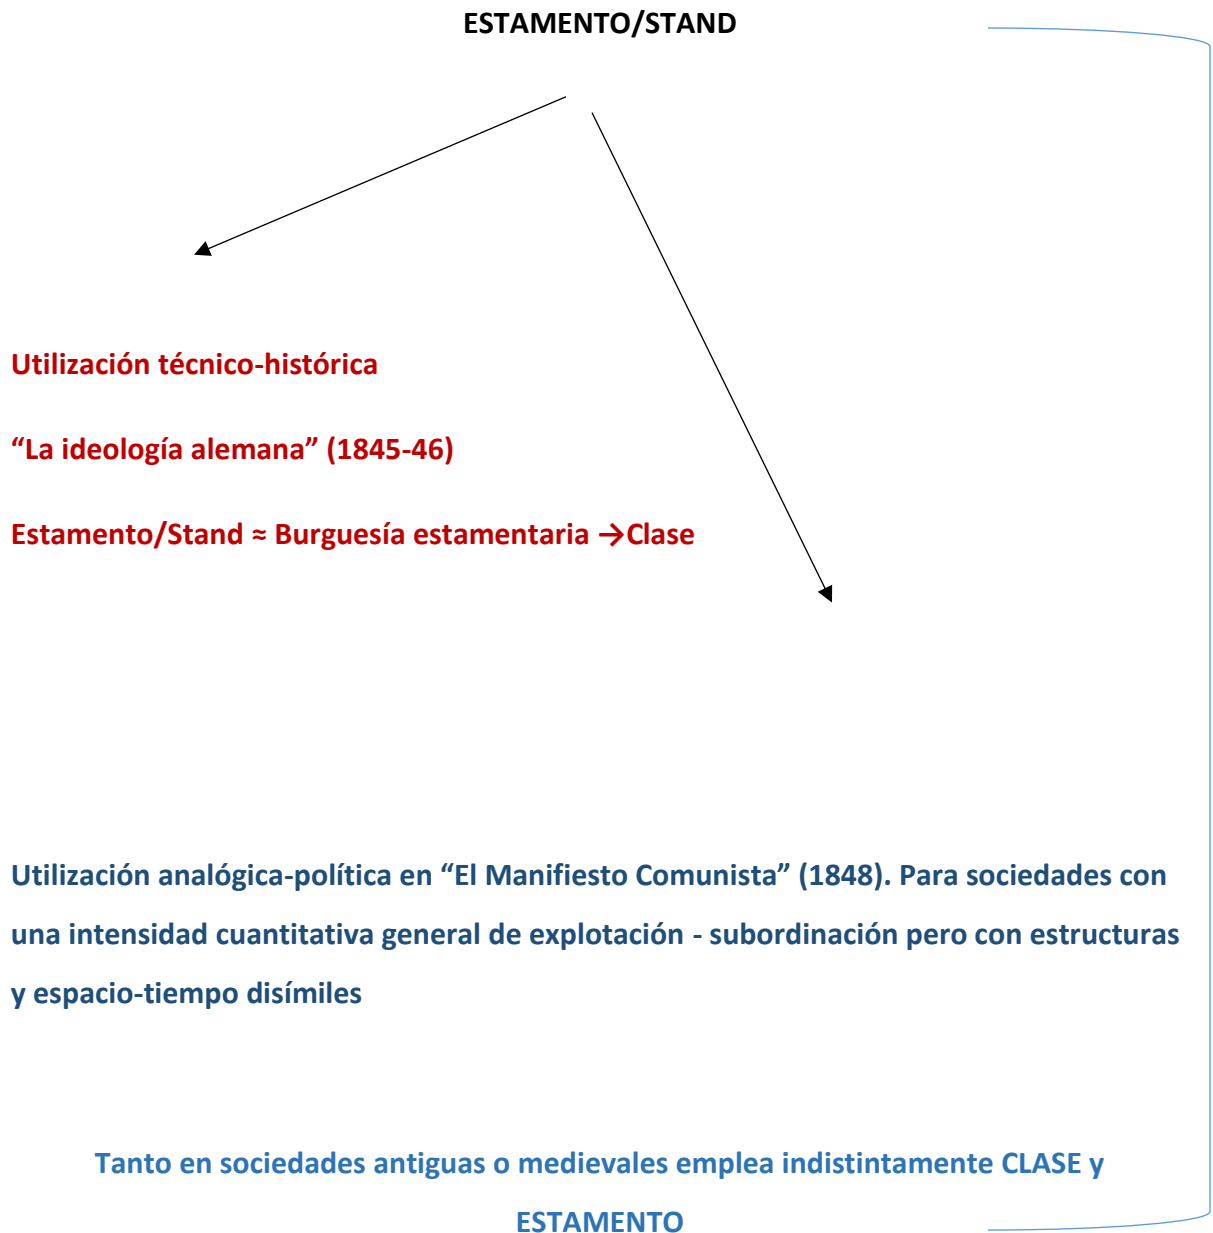 ESTAMENTO/STAND
Utilización técnico-histórica
“La ideología alemana” (1845-46)
Estamento/Stand ≈ Burguesía estamentaria →Clase
Utilización analógica-política en “El Manifiesto Comunista” (1848). Para sociedades con
una intensidad cuantitativa general de explotación - subordinación pero con estructuras
y espacio-tiempo disímiles
Tanto en sociedades antiguas o medievales emplea indistintamente CLASE y
ESTAMENTO